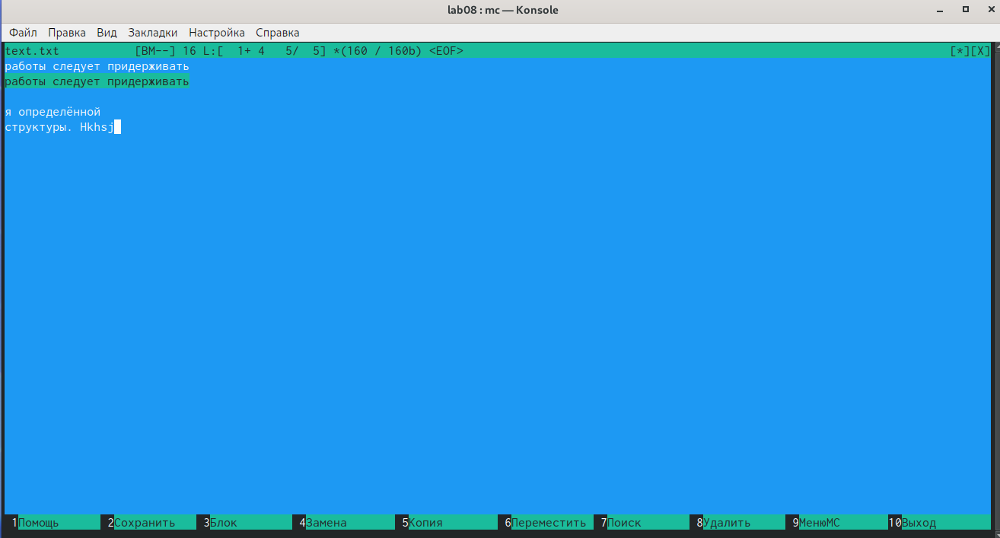 lab08 : mc — Konsole
Файл Правка Вид Закладки Настройка Справка
text.txt [BM--] 16 L:[ 1+ 4 5/ 5] *(160 / 160b) <EOF> [*][X]
работы следует придерживать
работы следует придерживать
я определённой
структуры. Hkhsj
1Помощь 2Сохранить 3Блок 4Замена 5Копия 6Переместить 7Поиск 8Удалить 9МенюMC 10Выход